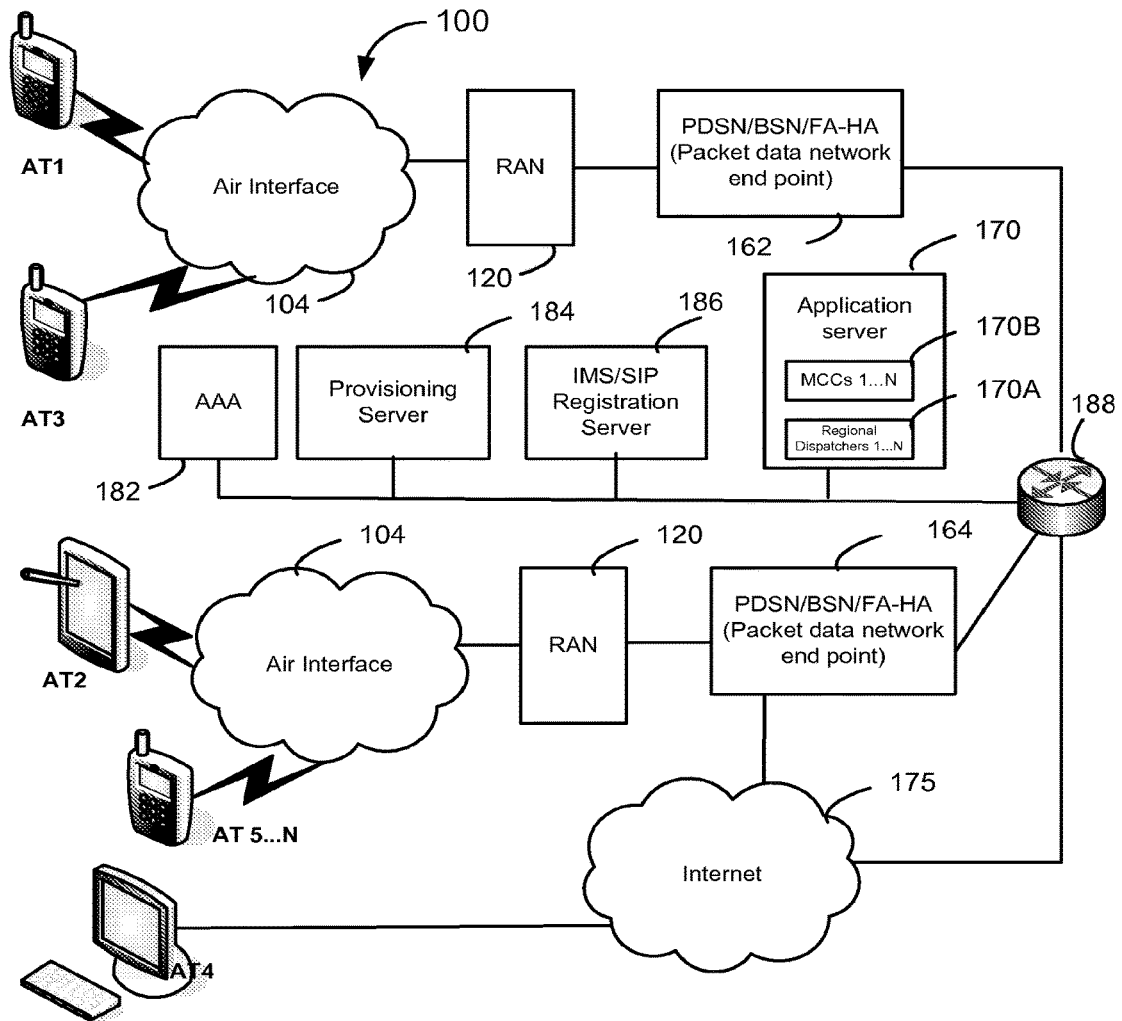 100
AT1
Air Interface
RAN
PDSN/BSN/FA-HA
(Packet data network
end point)
162
120
104
AT3
170
Application
server
170B
MCCs 1...N
170A
Regional
Dispatchers 1...N
184
186
AAA
Provisioning
Server
IMS/SIP
Registration
Server
188
182
104
120
164
AT2
Air Interface
RAN
PDSN/BSN/FA-HA
(Packet data network
end point)
AT 5...N
175
Internet
AT4